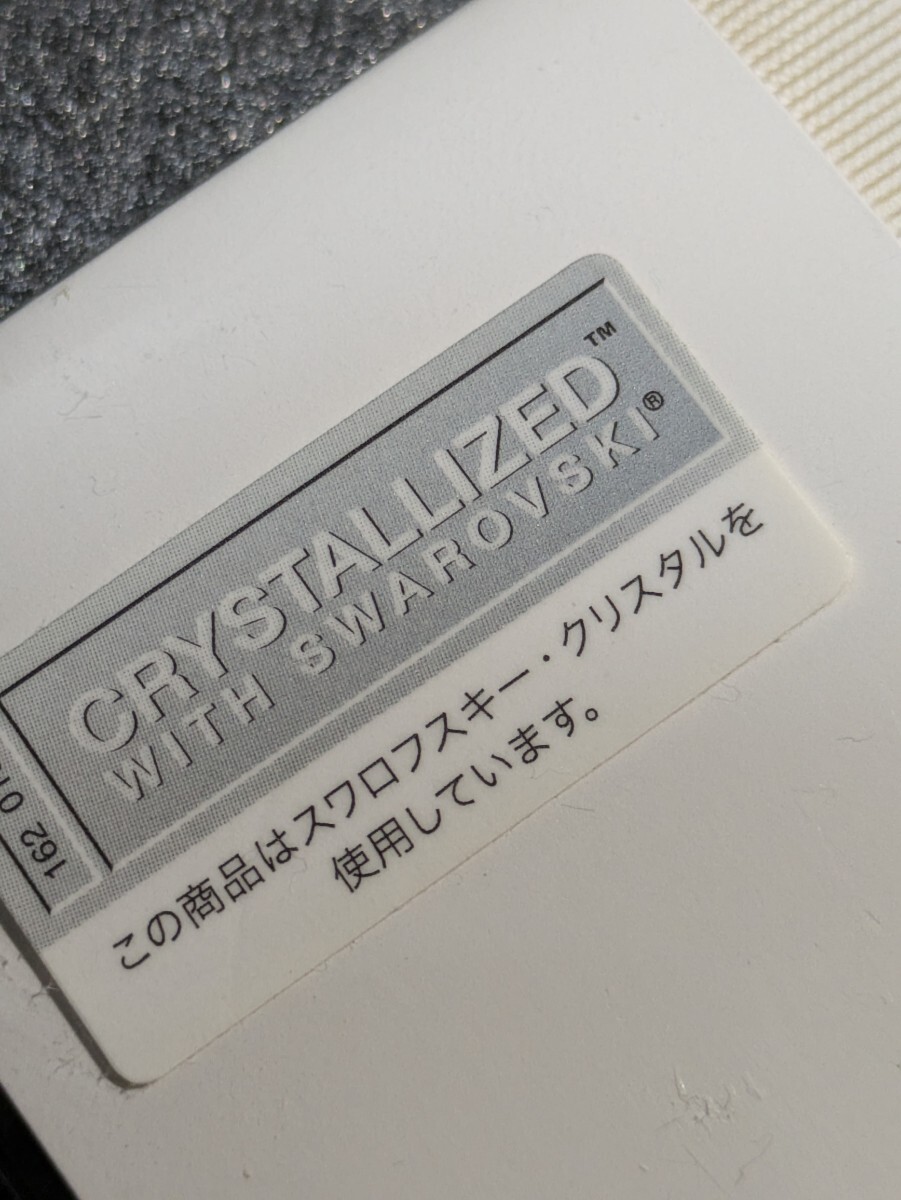 CRYSTALLIZED™
WITH SWAROVSKI®
この商品はスワロフスキー・クリスタルを
使用しています。
162